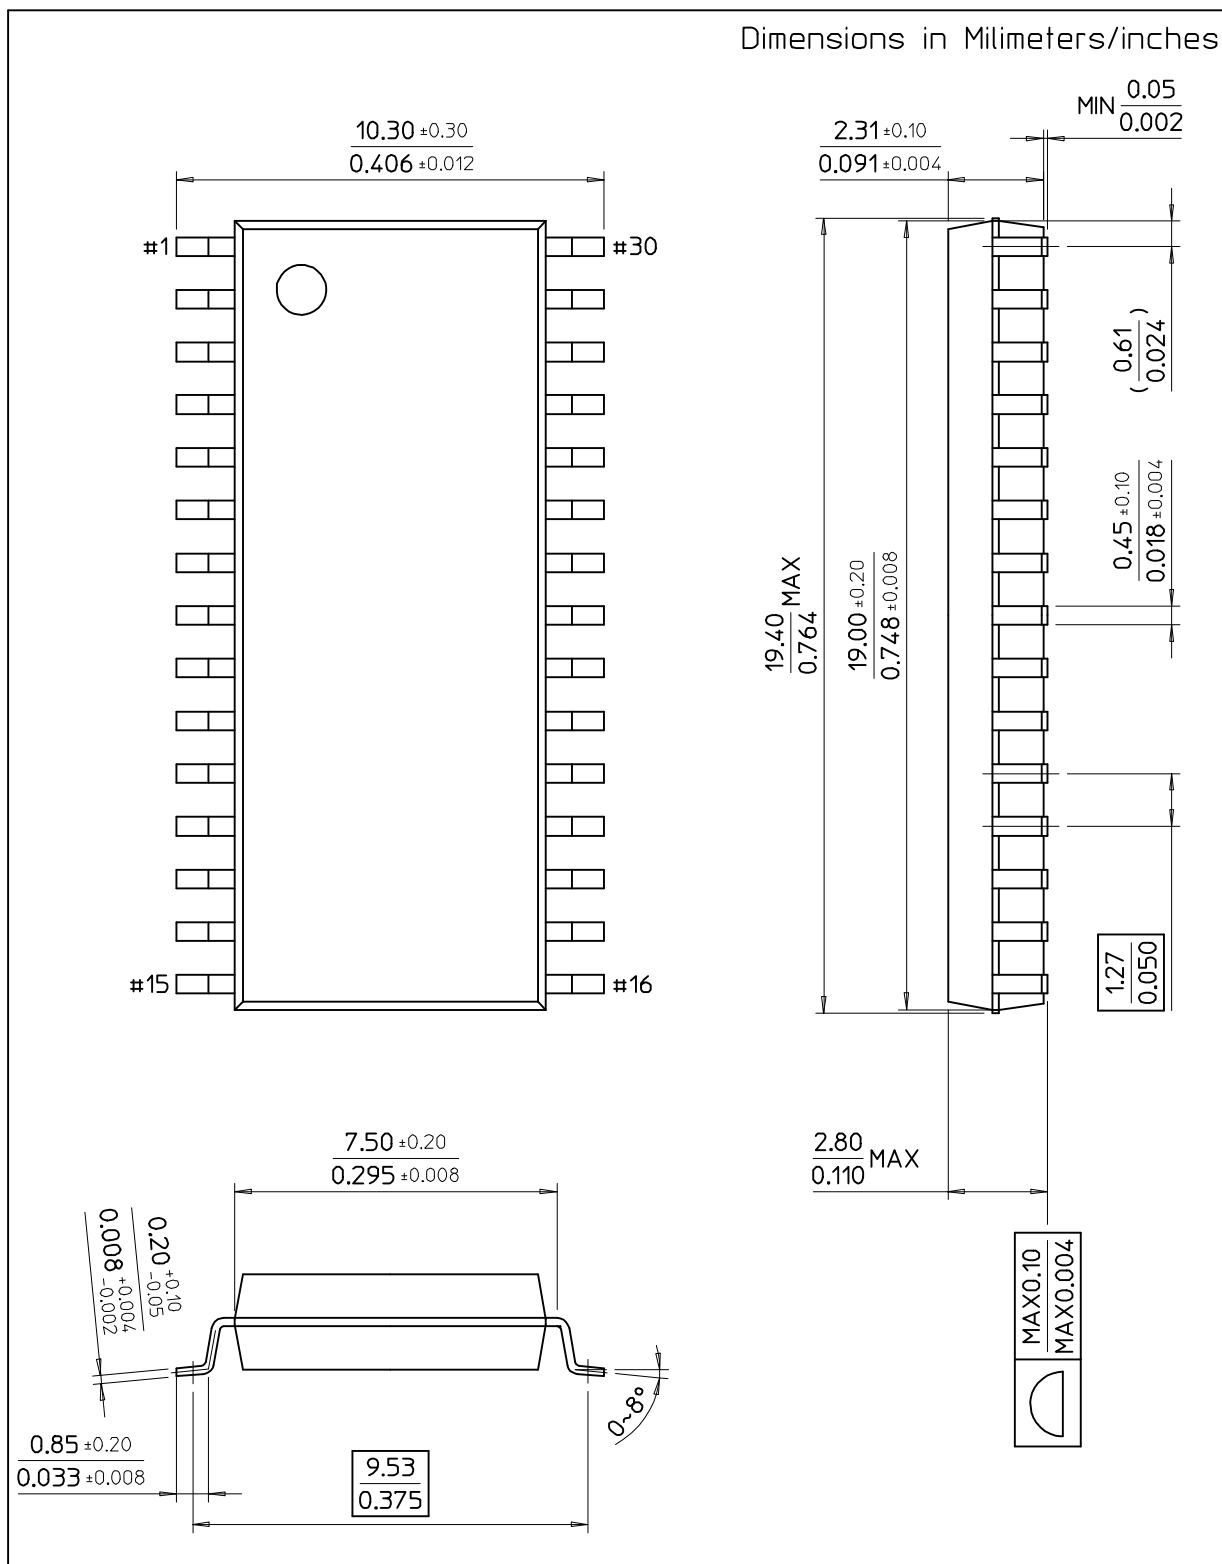 Dimensions in Milimeters/inches
MIN 0.05
0.002
10.30 ±0.30
0.406 ±0.012
2.31 ±0.10
0.091 ±0.004
#1
#30
( 0.61 )
0.024
0.45 ±0.10
0.018 ±0.004
19.40 MAX
0.764
19.00 ±0.20
0.748 ±0.008
1.27
0.050
#15
#16
7.50 ±0.20
0.295 ±0.008
2.80 MAX
0.110
0.20 +0.10 -0.05
0.008 +0.004 -0.002
MAX0.10
MAX0.004
0~8°
0.85 ±0.20
0.033 ±0.008
9.53
0.375